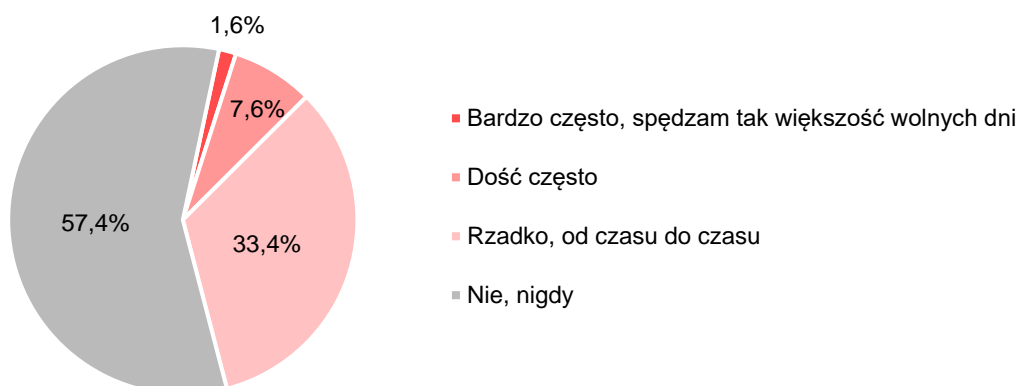 1,6%
7,6%
33,4%
57,4%
Bardzo często, spędzam tak większość wolnych dni
Dość często
Rzadko, od czasu do czasu
Nie, nigdy